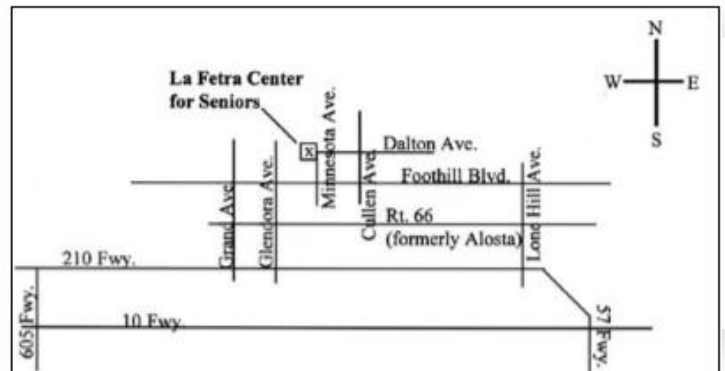 N
La Fetra Center
for Seniors
W
E
S
Minnesota Ave.
Dalton Ave.
Foothill Blvd.
Grand Ave
Glendora Ave.
Cullen Ave.
Rt. 66
(formerly Alosta)
Lone Hill Ave.
210 Fwy.
605 Fwy.
10 Fwy.
57 Fwy.
X